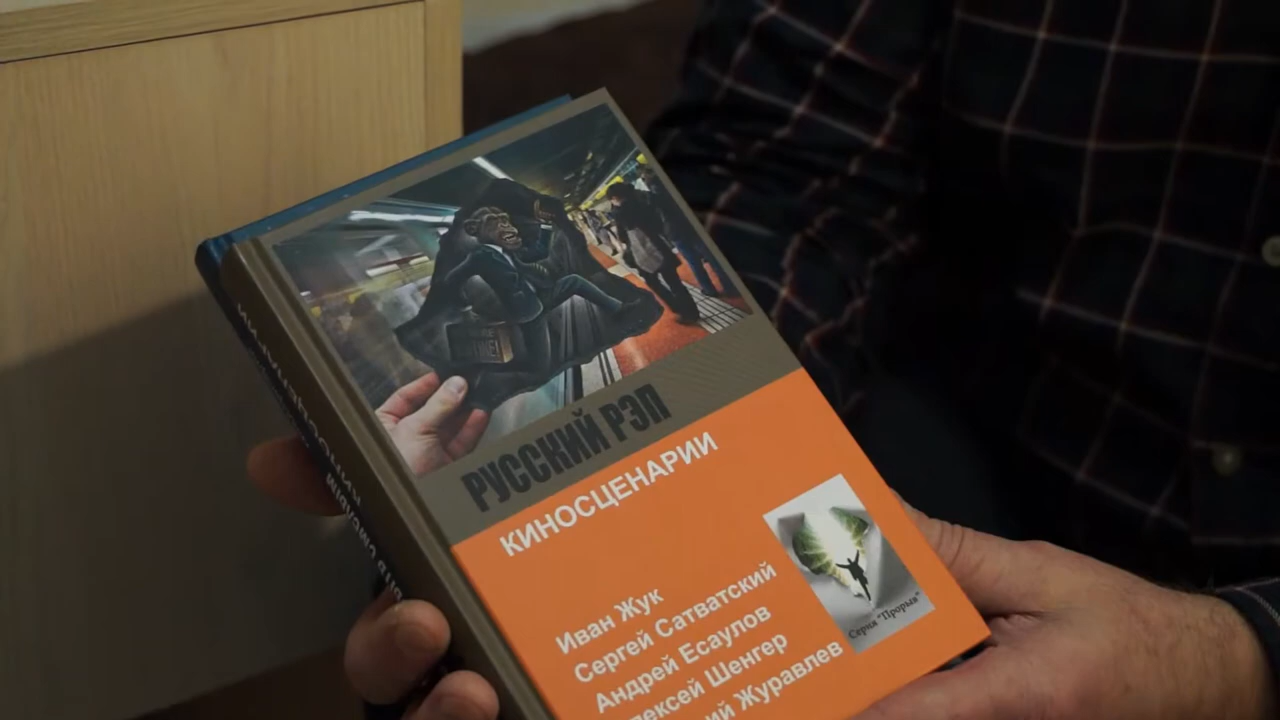 РУССКИЙ РЭП
КИНОСЦЕНАРИИ
Иван Жук
Сергей Сатватский
Андрей Есаулов
Шенгер
Журавлев
Серия "Прорыв"